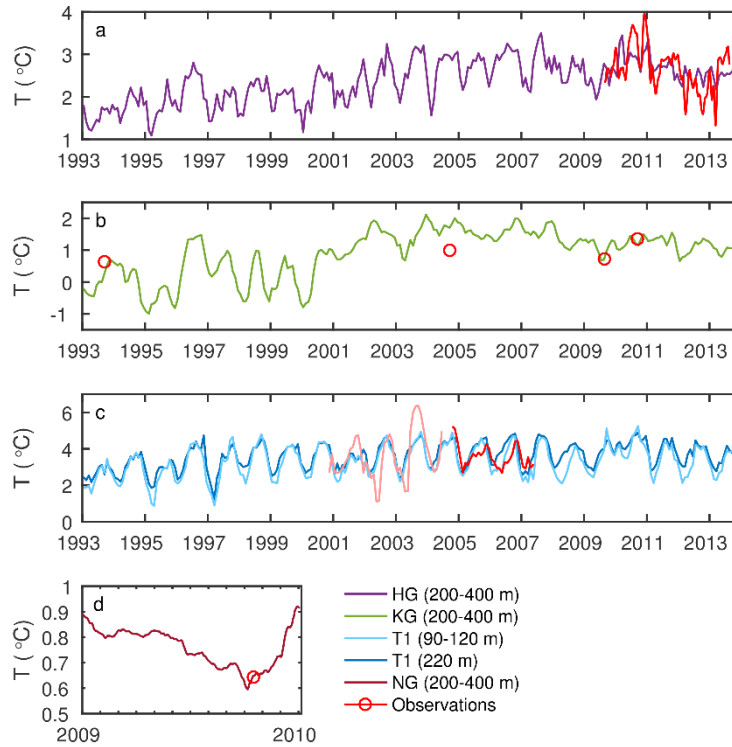 a
T ( °C)
4
3
2
1
1993 1995 1997 1999 2001 2003 2005 2007 2009 2011 2013
b
T ( °C)
2
1
0
-1
1993 1995 1997 1999 2001 2003 2005 2007 2009 2011 2013
c
T ( °C)
6
4
2
0
1993 1995 1997 1999 2001 2003 2005 2007 2009 2011 2013
d
T (°C)
1
0.9
0.8
0.7
0.6
0.5
2009 2010
HG (200-400 m)
KG (200-400 m)
T1 (90-120 m)
T1 (220 m)
NG (200-400 m)
Observations